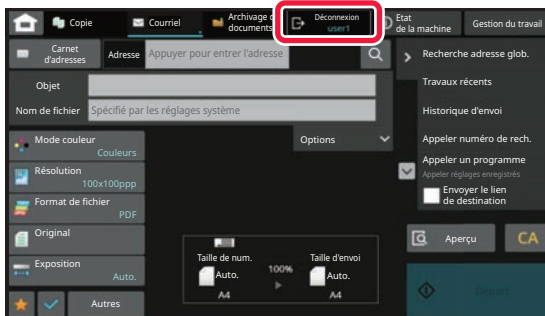 Copie
Courriel
Archivage d
documents
Déconnexion
user1
Etat
de la machine
Gestion du travail
Carnet
d'adresses
Adresse
Appuyer pour entrer l'adresse
Objet
Nom de fichier
Spécifié par les réglages système
Mode couleur
Couleurs
Résolution
100x100ppp
Format de fichier
PDF
Original
Exposition
Auto.
Autres
Options
Taille de num.
Auto.
A4
100%
Taille d'envoi
Auto.
A4
Recherche adresse glob.
Travaux récents
Historique d'envoi
Appeler numéro de rech.
Appeler un programme
Appeler réglages enregistrés
Envoyer le lien
de destination
Aperçu
CA
Départ